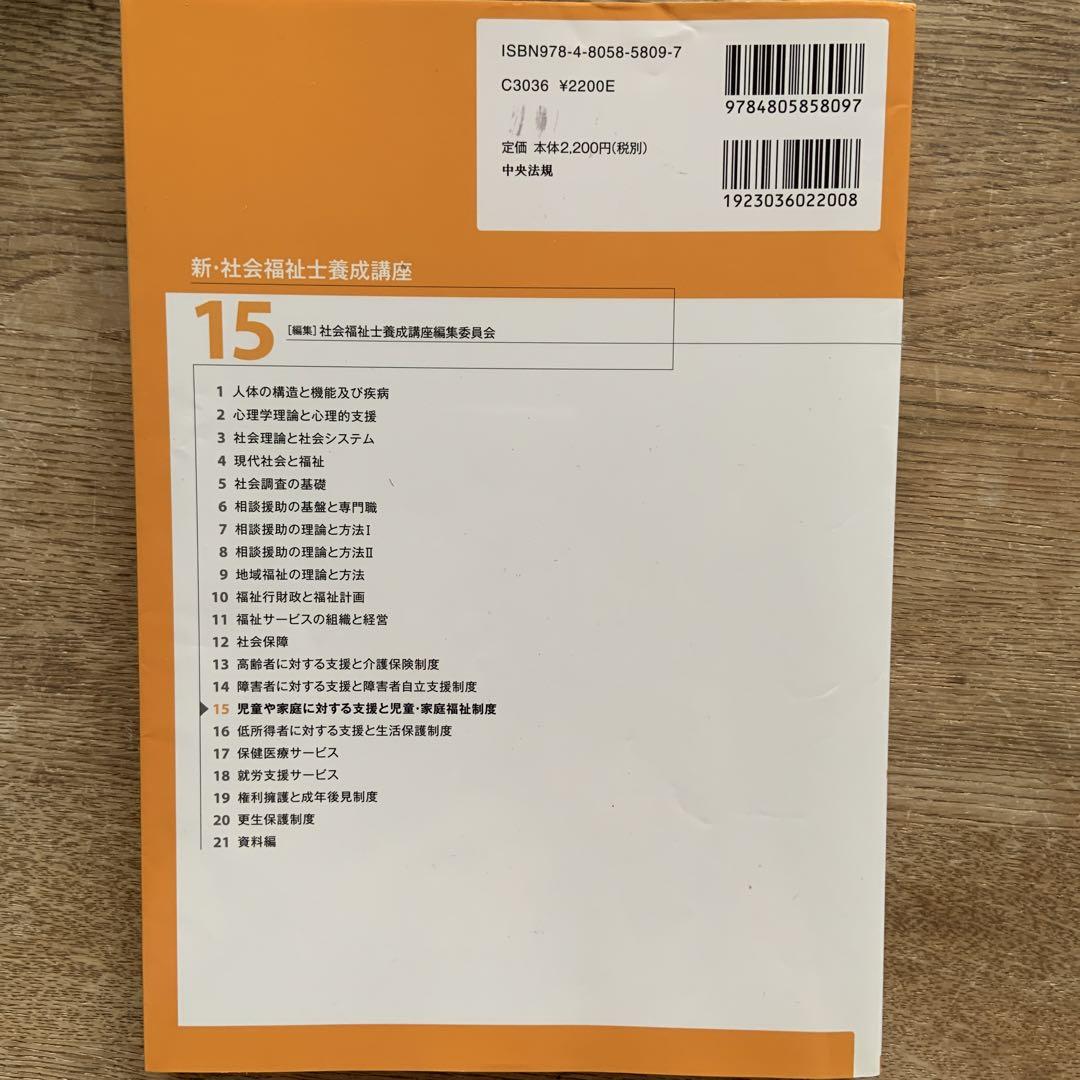 ISBN978-4-8058-5809-7
C3036 ¥2200E
定価 本体2,200円(税別)
中央法規
9784805858097
1923036022008
新・社会福祉士養成講座
15 [編集]社会福祉士養成講座編集委員会
1 人体の構造と機能及び疾病
2 心理学理論と心理的支援
3 社会理論と社会システム
4 現代社会と福祉
5 社会調査の基礎
6 相談援助の基盤と専門職
7 相談援助の理論と方法Ⅰ
8 相談援助の理論と方法Ⅱ
9 地域福祉の理論と方法
10 福祉行財政と福祉計画
11 福祉サービスの組織と経営
12 社会保障
13 高齢者に対する支援と介護保険制度
14 障害者に対する支援と障害者自立支援制度
15 児童や家庭に対する支援と児童・家庭福祉制度
16 低所得者に対する支援と生活保護制度
17 保健医療サービス
18 就労支援サービス
19 権利擁護と成年後見制度
20 更生保護制度
21 資料編